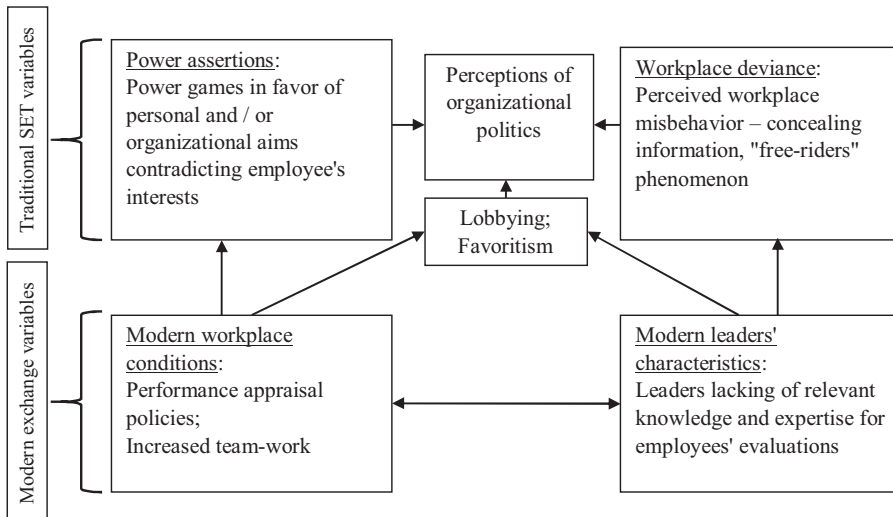 Traditional SET variables
Power assertions:
Power games in favor of
personal and / or
organizational aims
contradicting employee's
interests
Perceptions of
organizational
politics
Workplace deviance:
Perceived workplace
misbehavior – concealing
information, "free-riders"
phenomenon
Lobbying;
Favoritism
Modern exchange variables
Modern workplace
conditions:
Performance appraisal
policies;
Increased team-work
Modern leaders'
characteristics:
Leaders lacking of relevant
knowledge and expertise for
employees' evaluations